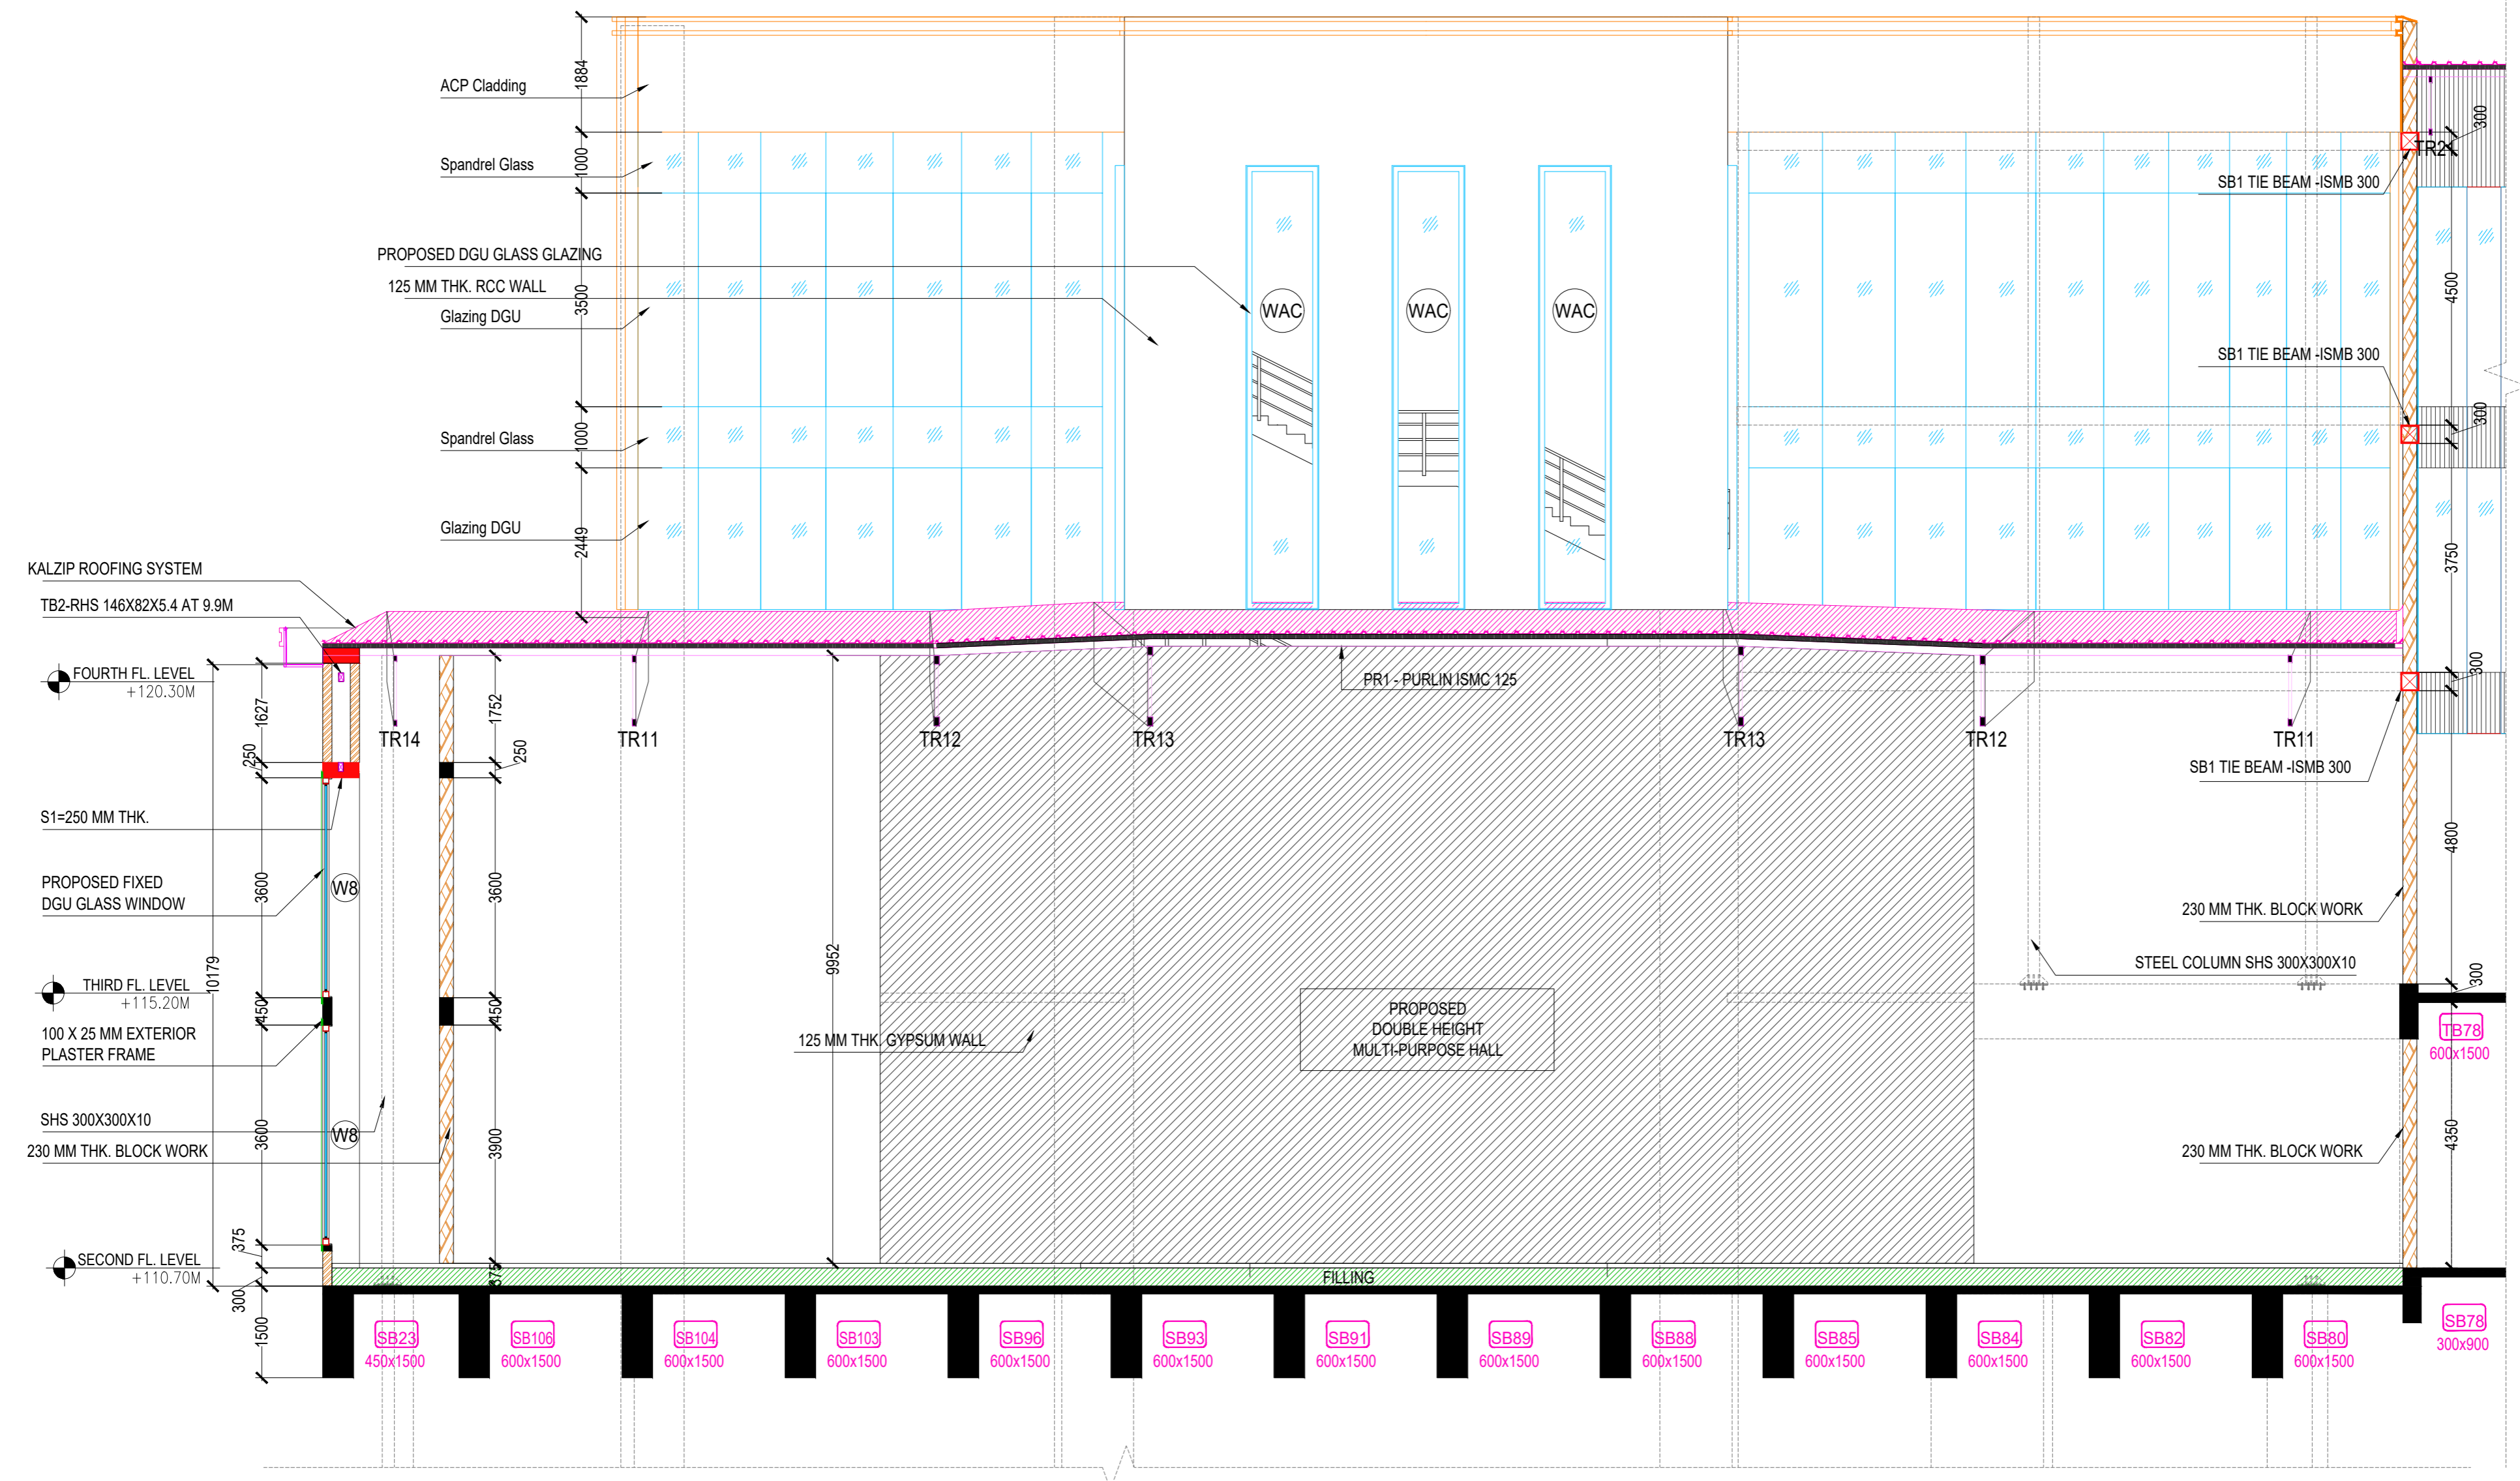 1884
ACP Cladding
300
1000
Spandrel Glass
TR21
SB1 TIE BEAM -ISMB 300
PROPOSED DGU GLASS GLAZING
125 MM THK. RCC WALL
3500
Glazing DGU
WAC
WAC
WAC
4500
SB1 TIE BEAM -ISMB 300
300
1000
Spandrel Glass
2449
Glazing DGU
3750
KALZIP ROOFING SYSTEM
TB2-RHS 146X82X5.4 AT 9.9M
FOURTH FL. LEVEL
+120.30M
300
PR1 - PURLIN ISMC 125
1627
1752
TR14
TR11
TR12
TR13
TR13
TR12
TR11
250
250
SB1 TIE BEAM -ISMB 300
S1=250 MM THK.
4800
PROPOSED FIXED
DGU GLASS WINDOW
3600
W8
3600
230 MM THK. BLOCK WORK
9952
10179
STEEL COLUMN SHS 300X300X10
300
THIRD FL. LEVEL
+115.20M
450
450
PROPOSED
DOUBLE HEIGHT
MULTI-PURPOSE HALL
100 X 25 MM EXTERIOR
PLASTER FRAME
125 MM THK. GYPSUM WALL
TB78
600x1500
SHS 300X300X10
3600
W8
3900
4350
230 MM THK. BLOCK WORK
230 MM THK. BLOCK WORK
375
SECOND FL. LEVEL
+110.70M
375
FILLING
300
1500
SB23
450x1500
SB106
600x1500
SB104
600x1500
SB103
600x1500
SB96
600x1500
SB93
600x1500
SB91
600x1500
SB89
600x1500
SB88
600x1500
SB85
600x1500
SB84
600x1500
SB82
600x1500
SB80
600x1500
SB78
300x900